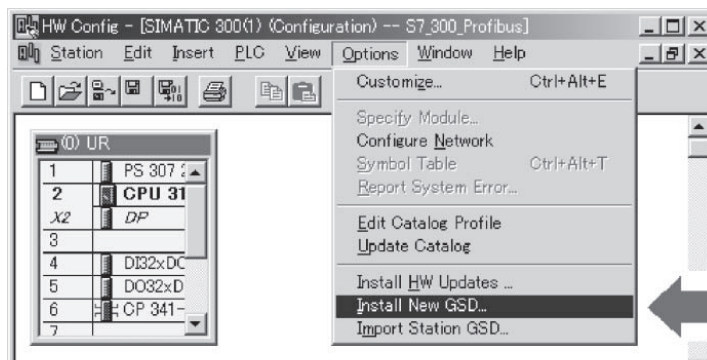 HW Config - [SIMATIC 300(1) (Configuration) -- S7_300_Profibus]
Station Edit Insert PLC View Options Window Help
Customize... Ctrl+Alt+E
Specify Module...
Configure Network
Symbol Table Ctrl+Alt+T
Report System Error...
Edit Catalog Profile
Update Catalog
Install HW Updates ...
Install New GSD...
Import Station GSD...
(0) UR
1 PS 307
2 CPU 31
X2 DP
3
4 DI32xDC
5 DO32xD
6 CP 341-
7